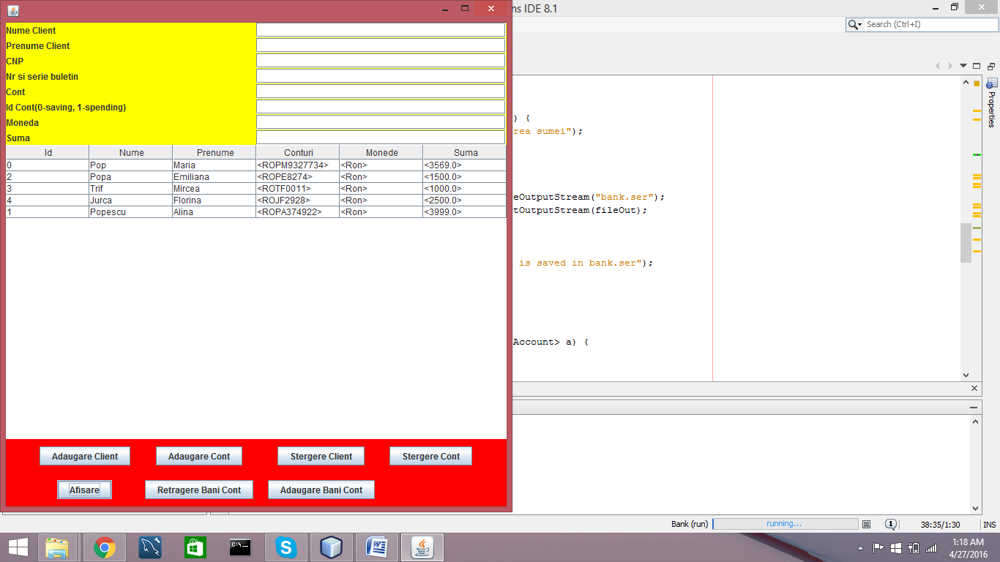 ns IDE 8.1
Search (Ctrl+I)
Nume Client
Prenume Client
CNP
Nr si serie buletin
Cont
Id Cont(0-saving, 1-spending)
Moneda
Suma
Id Nume Prenume Conturi Monede Suma
0 Pop Maria <ROPM9327734> <Ron> <3569.0>
2 Popa Emiliana <ROPE8274> <Ron> <1500.0>
3 Trif Mircea <ROTF0011> <Ron> <1000.0>
4 Jurca Florina <ROJF2928> <Ron> <2500.0>
1 Popescu Alina <ROPA374922> <Ron> <3999.0>
Adaugare Client Adaugare Cont Stergere Client Stergere Cont
Afisare Retragere Bani Cont Adaugare Bani Cont
) {
rea sumei");
eOutputStream("bank.ser");
tOutputStream(fileOut);
is saved in bank.ser");
Account> a) {
Properties
Bank (run) running... 1 38:35/1:30 INS
C:\
1:18 AM
4/27/2016